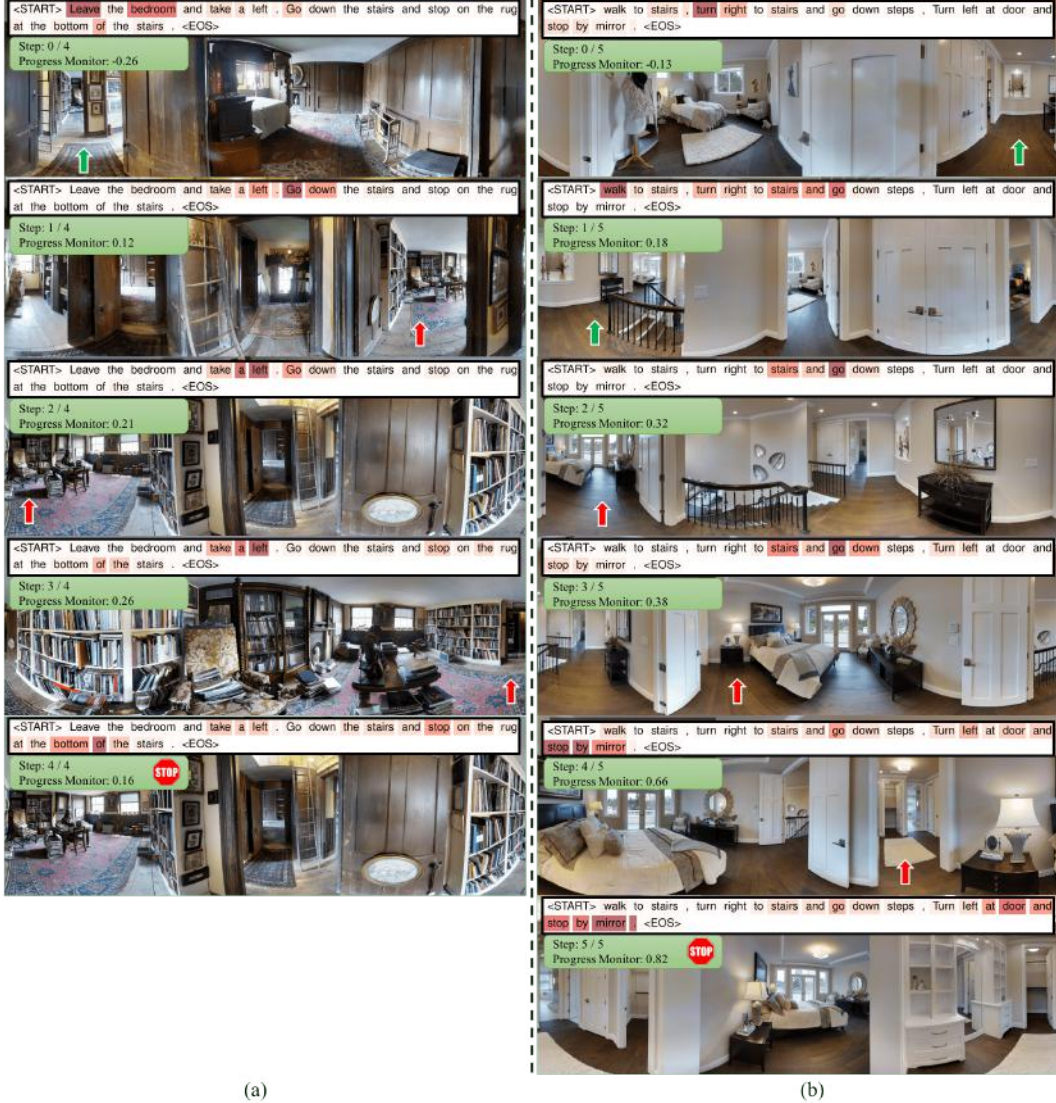 <START> Leave the bedroom and take a left . Go down the stairs and stop on the rug
at the bottom of the stairs . <EOS>
Step: 0 / 4
Progress Monitor: -0.26
<START> Leave the bedroom and take a left . Go down the stairs and stop on the rug
at the bottom of the stairs . <EOS>
Step: 1 / 4
Progress Monitor: 0.12
<START> Leave the bedroom and take a left . Go down the stairs and stop on the rug
at the bottom of the stairs . <EOS>
Step: 2 / 4
Progress Monitor: 0.21
<START> Leave the bedroom and take a left . Go down the stairs and stop on the rug
at the bottom of the stairs . <EOS>
Step: 3 / 4
Progress Monitor: 0.26
<START> Leave the bedroom and take a left . Go down the stairs and stop on the rug
at the bottom of the stairs . <EOS>
Step: 4 / 4
Progress Monitor: 0.16
STOP
(a)
<START> walk to stairs , turn right to stairs and go down steps , Turn left at door and
stop by mirror . <EOS>
Step: 0 / 5
Progress Monitor: -0.13
<START> walk to stairs , turn right to stairs and go down steps , Turn left at door and
stop by mirror . <EOS>
Step: 1 / 5
Progress Monitor: 0.18
<START> walk to stairs , turn right to stairs and go down steps , Turn left at door and
stop by mirror . <EOS>
Step: 2 / 5
Progress Monitor: 0.32
<START> walk to stairs , turn right to stairs and go down steps , Turn left at door and
stop by mirror . <EOS>
Step: 3 / 5
Progress Monitor: 0.38
<START> walk to stairs , turn right to stairs and go down steps , Turn left at door and
stop by mirror . <EOS>
Step: 4 / 5
Progress Monitor: 0.66
<START> walk to stairs , turn right to stairs and go down steps , Turn left at door and
stop by mirror . <EOS>
Step: 5 / 5
Progress Monitor: 0.82
STOP
(b)